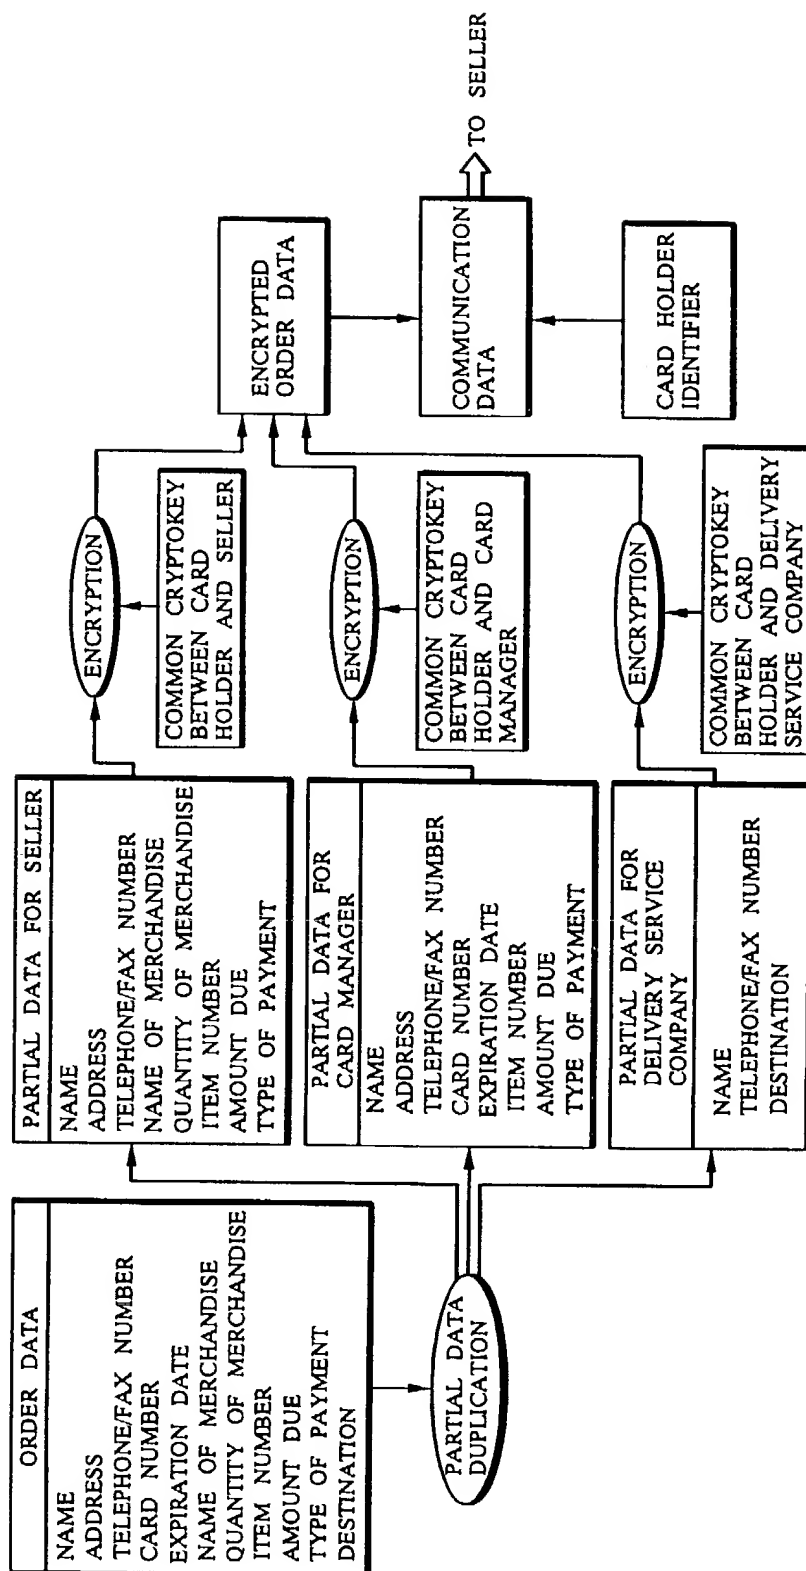 ORDER DATA
NAME
ADDRESS
TELEPHONE/FAX NUMBER
CARD NUMBER
EXPIRATION DATE
NAME OF MERCHANDISE
QUANTITY OF MERCHANDISE
ITEM NUMBER
AMOUNT DUE
TYPE OF PAYMENT
DESTINATION
PARTIAL DATA
DUPLICATION
PARTIAL DATA FOR SELLER
NAME
ADDRESS
TELEPHONE/FAX NUMBER
NAME OF MERCHANDISE
QUANTITY OF MERCHANDISE
ITEM NUMBER
AMOUNT DUE
TYPE OF PAYMENT
PARTIAL DATA FOR
CARD MANAGER
NAME
ADDRESS
TELEPHONE/FAX NUMBER
CARD NUMBER
EXPIRATION DATE
ITEM NUMBER
AMOUNT DUE
TYPE OF PAYMENT
PARTIAL DATA FOR
DELIVERY SERVICE
COMPANY
NAME
TELEPHONE/FAX NUMBER
DESTINATION
ENCRYPTION
COMMON CRYPTOKEY
BETWEEN CARD
HOLDER AND SELLER
ENCRYPTION
COMMON CRYPTOKEY
BETWEEN CARD
HOLDER AND CARD
MANAGER
ENCRYPTION
COMMON CRYPTOKEY
BETWEEN CARD
HOLDER AND DELIVERY
SERVICE COMPANY
ENCRYPTED
ORDER DATA
COMMUNICATION
DATA
CARD HOLDER
IDENTIFIER
TO SELLER